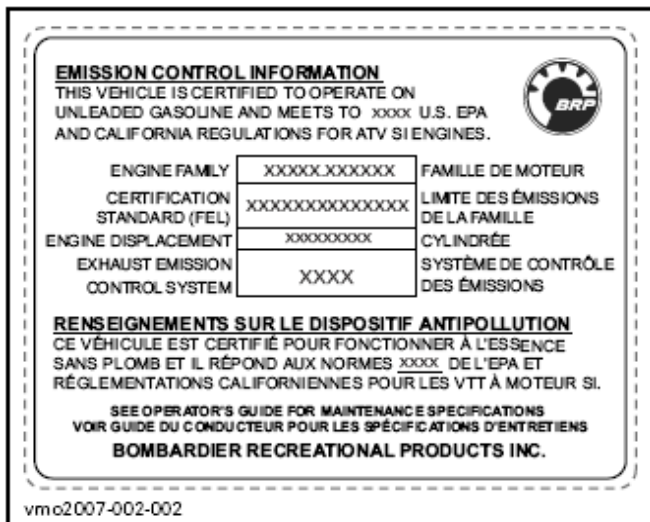 EMISSION CONTROL INFORMATION
THIS VEHICLE IS CERTIFIED TO OPERATE ON
UNLEADED GASOLINE AND MEETS TO xxxx U.S. EPA
AND CALIFORNIA REGULATIONS FOR ATV SI ENGINES.
BRP
ENGINE FAMILY XXXXX.XXXXXX FAMILLE DE MOTEUR
CERTIFICATION STANDARD (FEL) XXXXXXXXXXXXXX LIMITE DES ÉMISSIONS DE LA FAMILLE
ENGINE DISPLACEMENT XXXXXXXXX CYLINDRÉE
EXHAUST EMISSION CONTROL SYSTEM XXXX SYSTÈME DE CONTRÔLE DES ÉMISSIONS
RENSEIGNEMENTS SUR LE DISPOSITIF ANTIPOLLUTION
CE VÉHICULE EST CERTIFIÉ POUR FONCTIONNER À L'ESSENCE
SANS PLOMB ET IL RÉPOND AUX NORMES xxxx DE L'EPA ET
RÉGLEMENTATIONS CALIFORNIENNES POUR LES VTT À MOTEUR SI.
SEE OPERATOR'S GUIDE FOR MAINTENANCE SPECIFICATIONS
VOIR GUIDE DU CONDUCTEUR POUR LES SPÉCIFICATIONS D'ENTRETIENS
BOMBARDIER RECREATIONAL PRODUCTS INC.
vmo2007-002-002